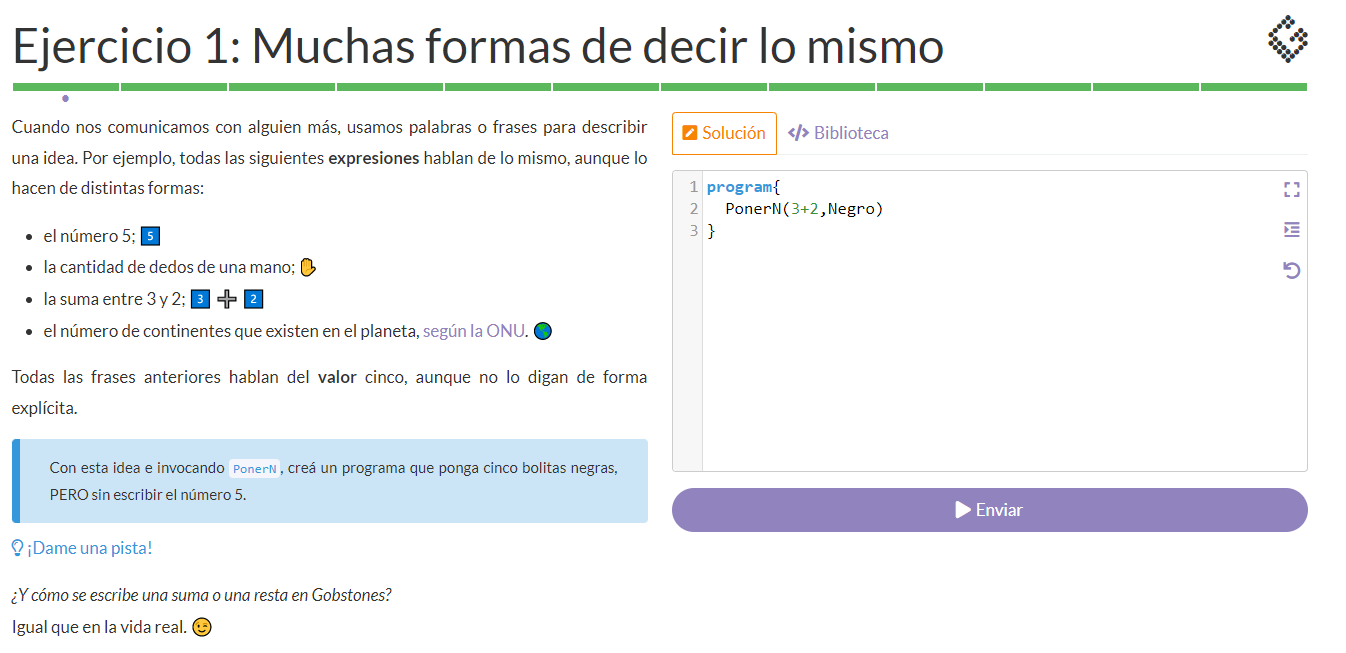 Ejercicio 1: Muchas formas de decir lo mismo
Cuando nos comunicamos con alguien más, usamos palabras o frases para describir
una idea. Por ejemplo, todas las siguientes expresiones hablan de lo mismo, aunque lo
hacen de distintas formas:
el número 5; 5
la cantidad de dedos de una mano;
la suma entre 3 y 2; 3 + 2
el número de continentes que existen en el planeta, según la ONU.
Todas las frases anteriores hablan del valor cinco, aunque no lo digan de forma
explícita.
Con esta idea e invocando PonerN, creá un programa que ponga cinco bolitas negras,
PERO sin escribir el número 5.
¡Dame una pista!
¿Y cómo se escribe una suma o una resta en Gobstones?
Igual que en la vida real.
Solución
</> Biblioteca
1 program{
2 PonerN(3+2,Negro)
3 }
Enviar